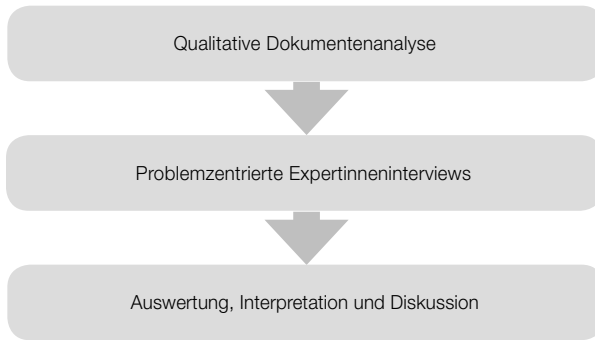 Qualitative Dokumentenanalyse
Problemzentrierte Expertinneninterviews
Auswertung, Interpretation und Diskussion